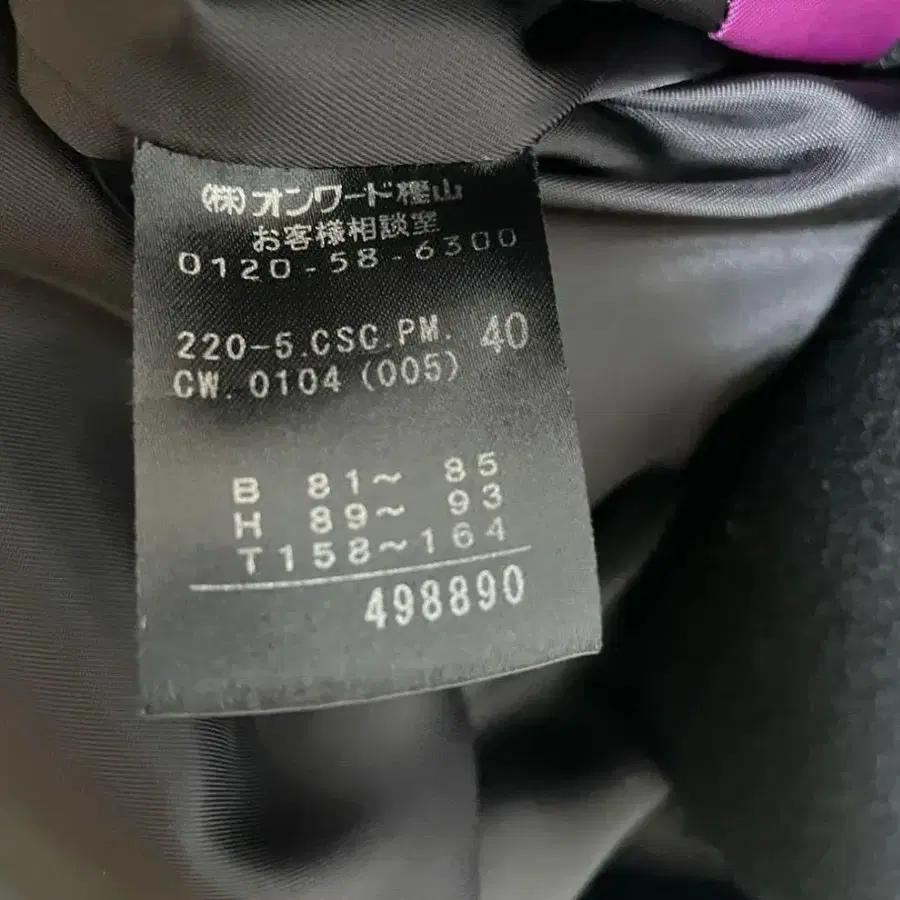 (株)オンワード樫山
お客様相談室
0120-58-6300
220-5.CSC.PM. 40
CW.0104(005)
B 81~ 85
H 89~ 93
T158~164
498890